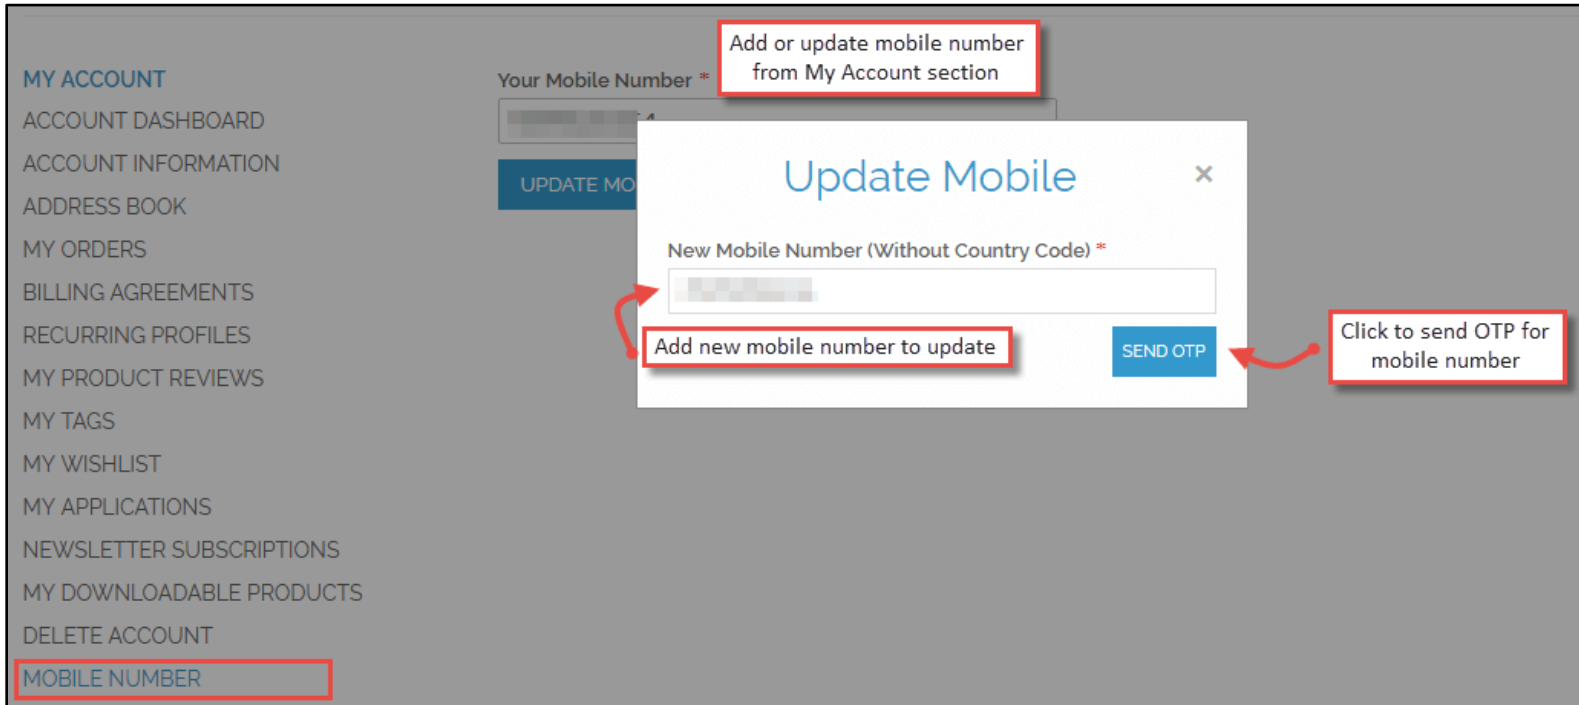 Add or update mobile number
from My Account section
MY ACCOUNT
ACCOUNT DASHBOARD
ACCOUNT INFORMATION
ADDRESS BOOK
MY ORDERS
BILLING AGREEMENTS
RECURRING PROFILES
MY PRODUCT REVIEWS
MY TAGS
MY WISHLIST
MY APPLICATIONS
NEWSLETTER SUBSCRIPTIONS
MY DOWNLOADABLE PRODUCTS
DELETE ACCOUNT
MOBILE NUMBER
Your Mobile Number *
UPDATE MO
Update Mobile
×
New Mobile Number (Without Country Code) *
Add new mobile number to update
SEND OTP
Click to send OTP for
mobile number